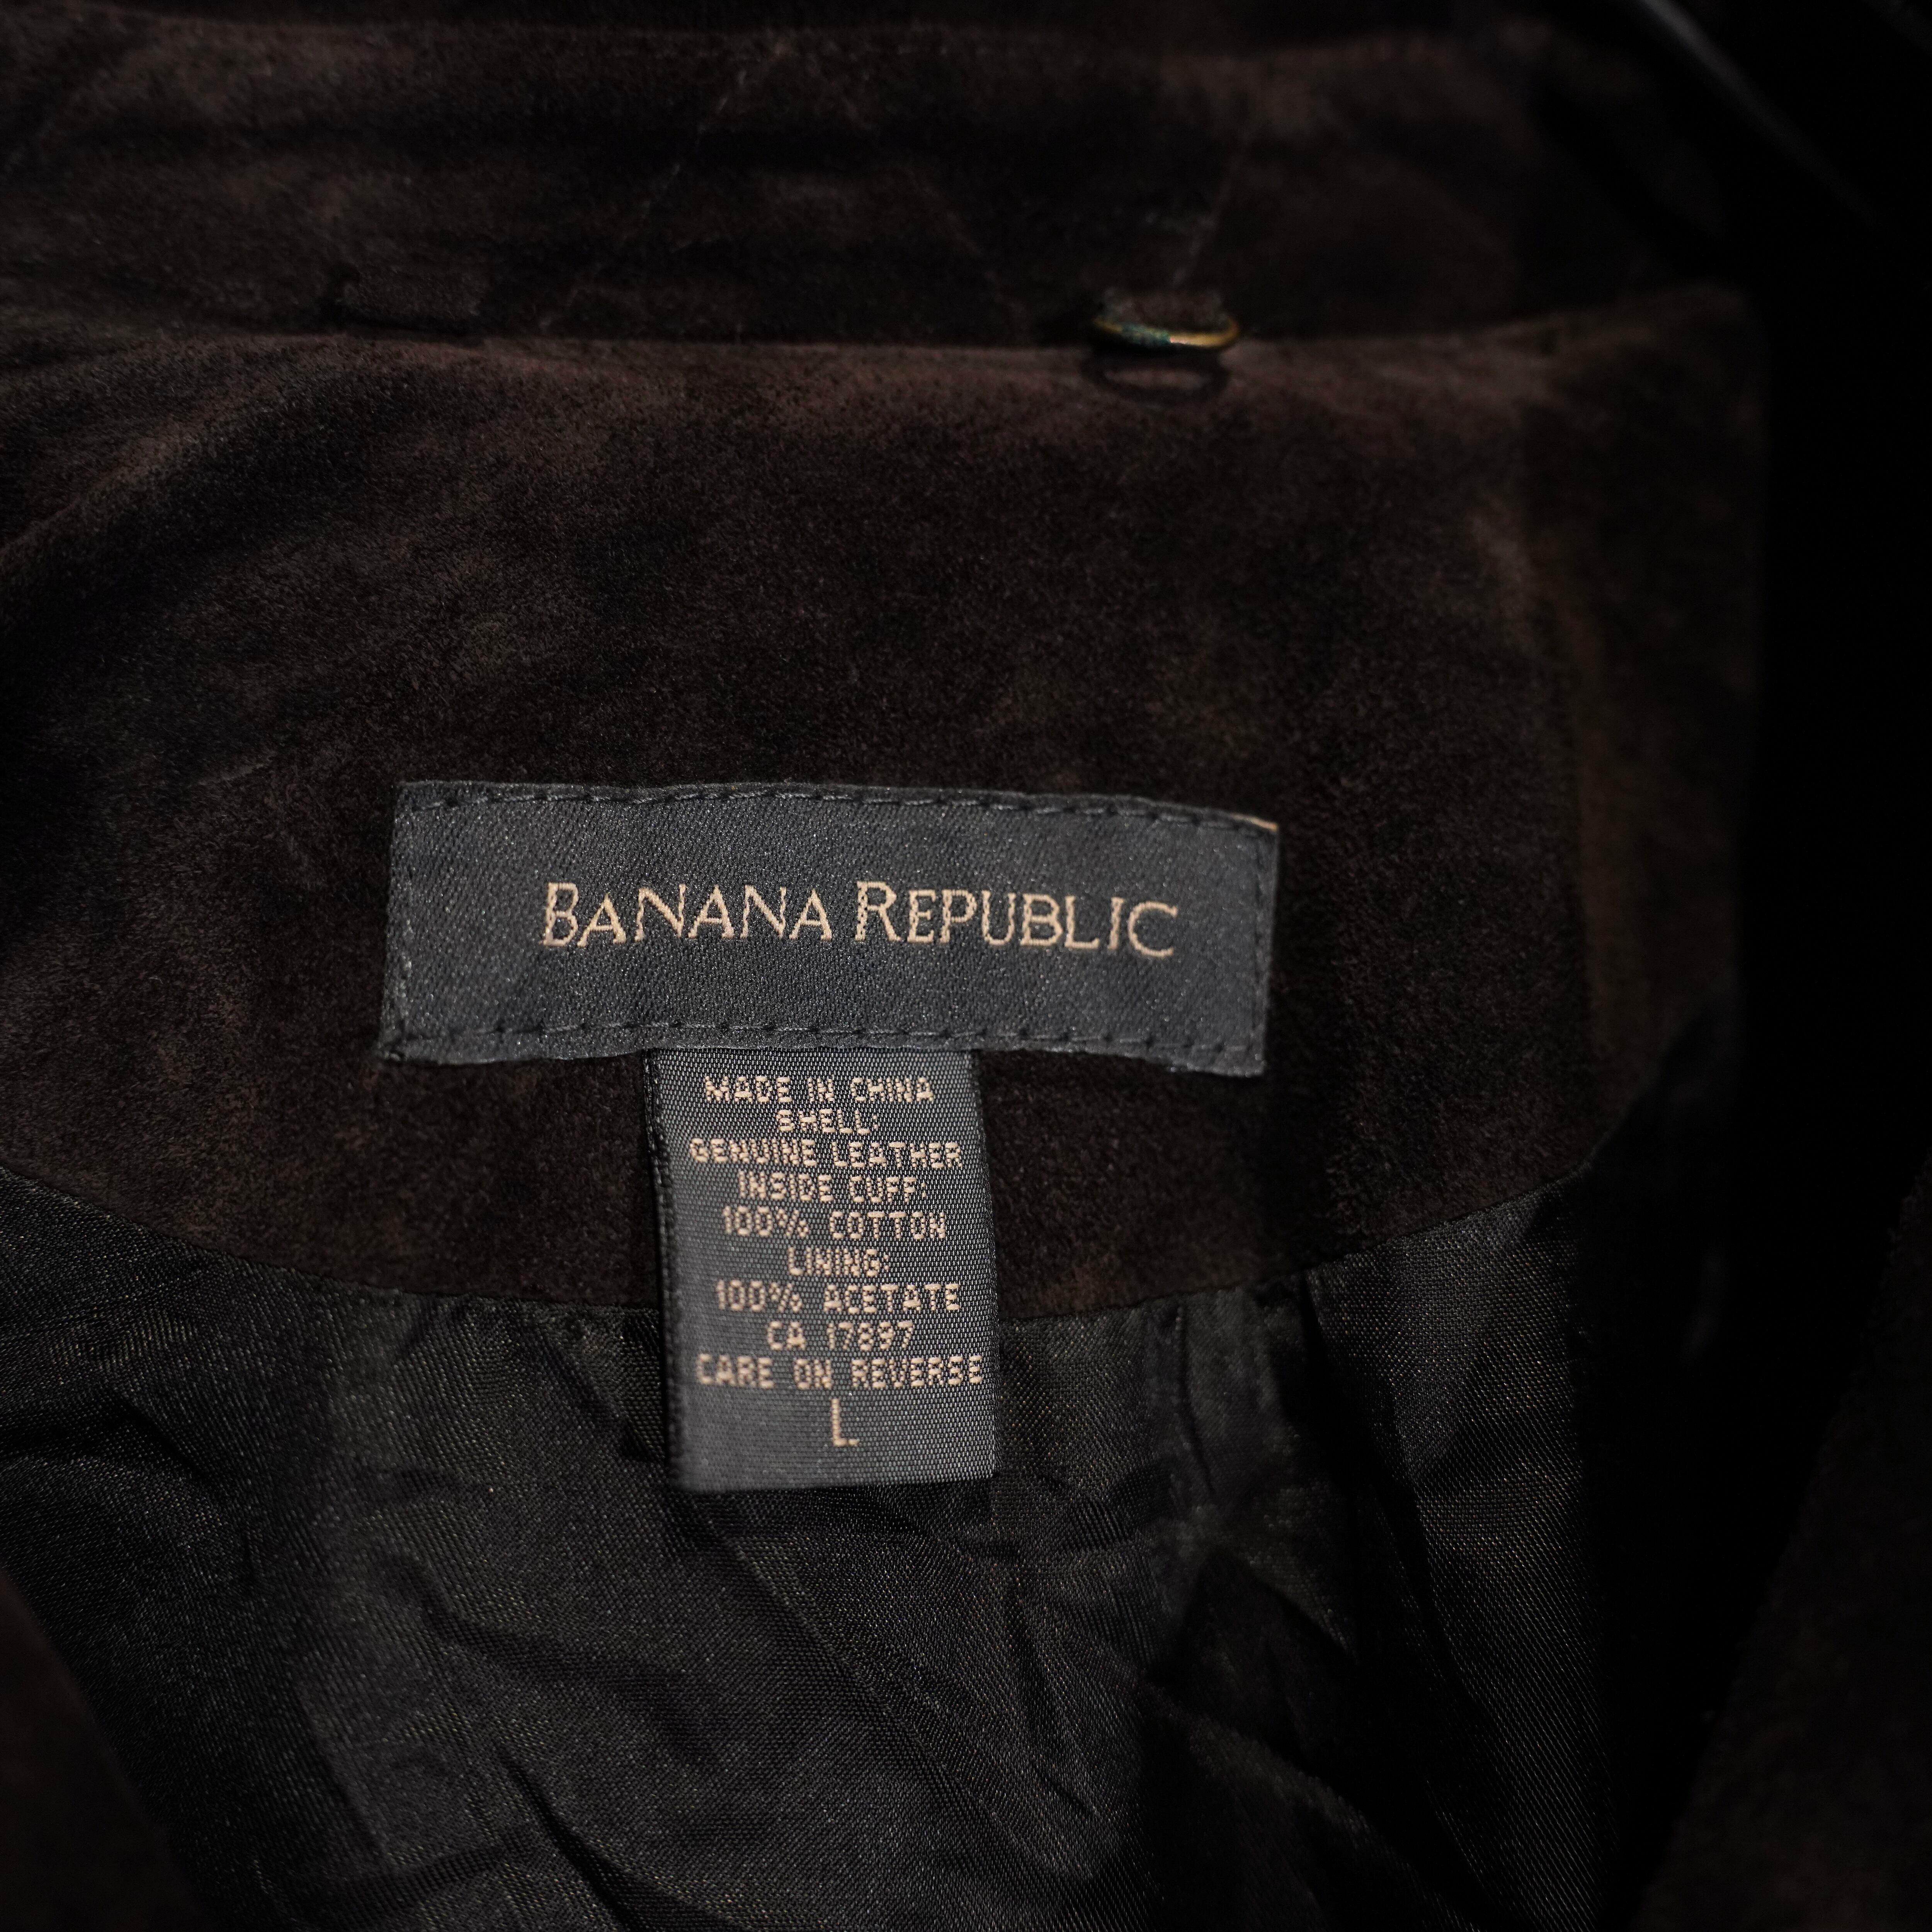 BANANA REPUBLIC
MADE IN CHINA
SHELL:
GENUINE LEATHER
INSIDE CUFF:
100% COTTON
LINING:
100% ACETATE
CA 17897
CARE ON REVERSE
L